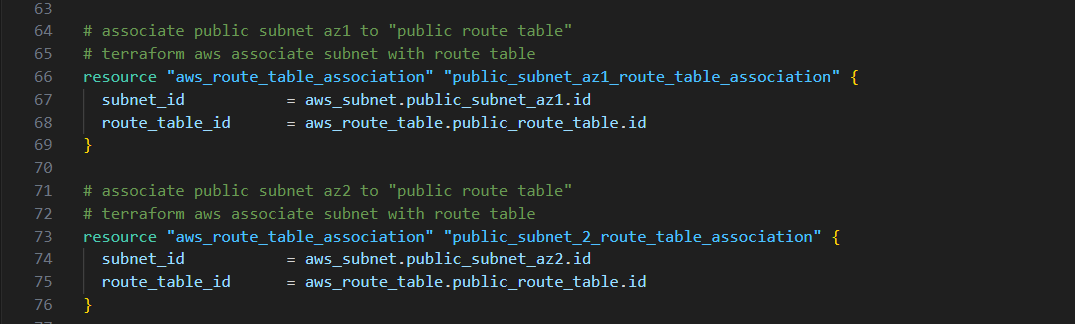 63
64 # associate public subnet az1 to "public route table"
65 # terraform aws associate subnet with route table
66 resource "aws_route_table_association" "public_subnet_az1_route_table_association" {
67   subnet_id           = aws_subnet.public_subnet_az1.id
68   route_table_id      = aws_route_table.public_route_table.id
69 }
70
71 # associate public subnet az2 to "public route table"
72 # terraform aws associate subnet with route table
73 resource "aws_route_table_association" "public_subnet_2_route_table_association" {
74   subnet_id           = aws_subnet.public_subnet_az2.id
75   route_table_id      = aws_route_table.public_route_table.id
76 }
77